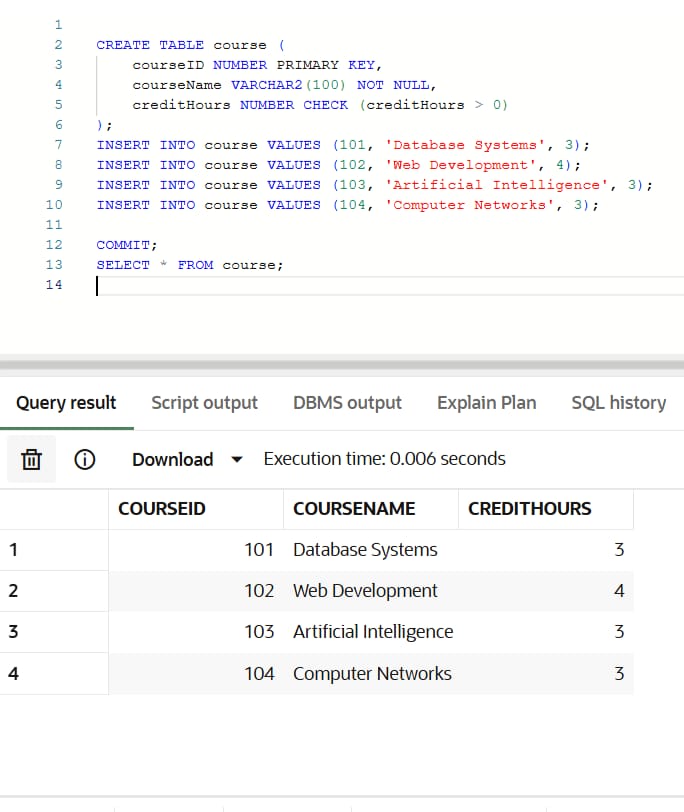 1
2 CREATE TABLE course (
3 courseID NUMBER PRIMARY KEY,
4 courseName VARCHAR2(100) NOT NULL,
5 creditHours NUMBER CHECK (creditHours > 0)
6 );
7 INSERT INTO course VALUES (101, 'Database Systems', 3);
8 INSERT INTO course VALUES (102, 'Web Development', 4);
9 INSERT INTO course VALUES (103, 'Artificial Intelligence', 3);
10 INSERT INTO course VALUES (104, 'Computer Networks', 3);
11
12 COMMIT;
13 SELECT * FROM course;
14
Query result Script output DBMS output Explain Plan SQL history
Download Execution time: 0.006 seconds
COURSEID COURSENAME CREDITHOURS
1 101 Database Systems 3
2 102 Web Development 4
3 103 Artificial Intelligence 3
4 104 Computer Networks 3